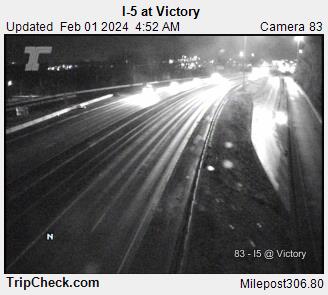 I-5 at Victory
Updated Feb 01 2024 4:52 AM Camera 83
T
N
83 - I5 @ Victory
TripCheck.com Milepost306.80